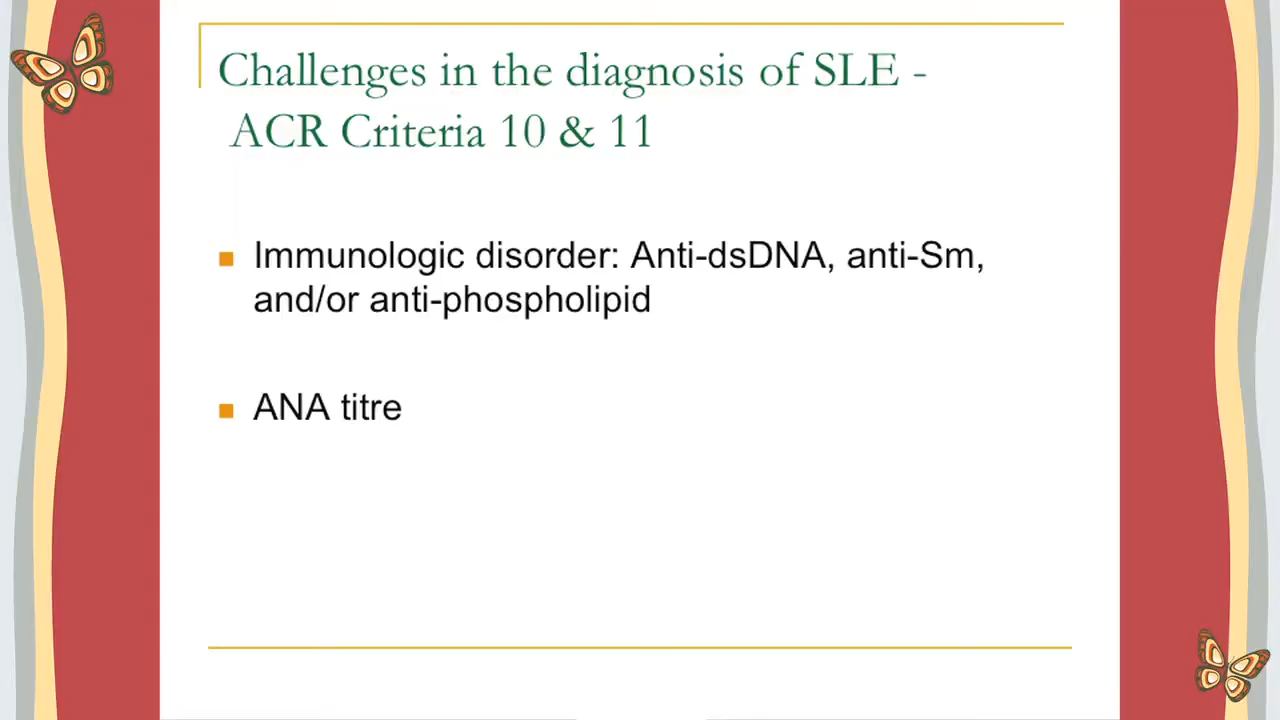 Challenges in the diagnosis of SLE -
ACR Criteria 10 & 11
Immunologic disorder: Anti-dsDNA, anti-Sm,
and/or anti-phospholipid
ANA titre